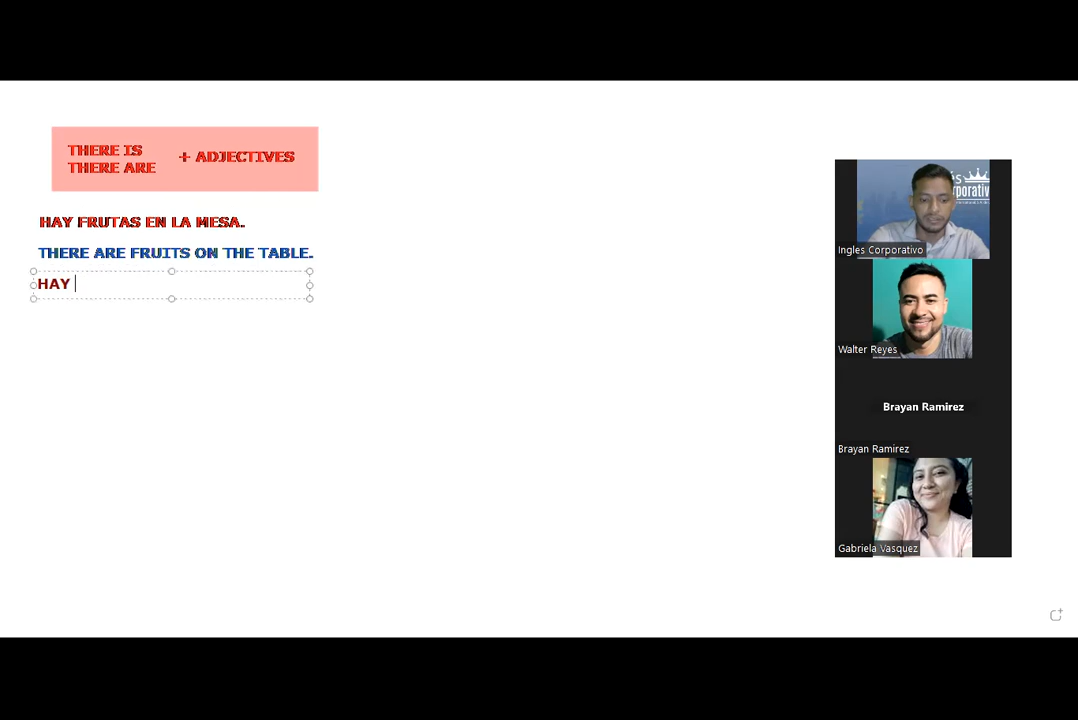 THERE IS
THERE ARE
+ ADJECTIVES
HAY FRUTAS EN LA MESA.
THERE ARE FRUITS ON THE TABLE.
HAY
Ingles Corporativo
Walter Reyes
Brayan Ramirez
Brayan Ramirez
Gabriela Vasquez